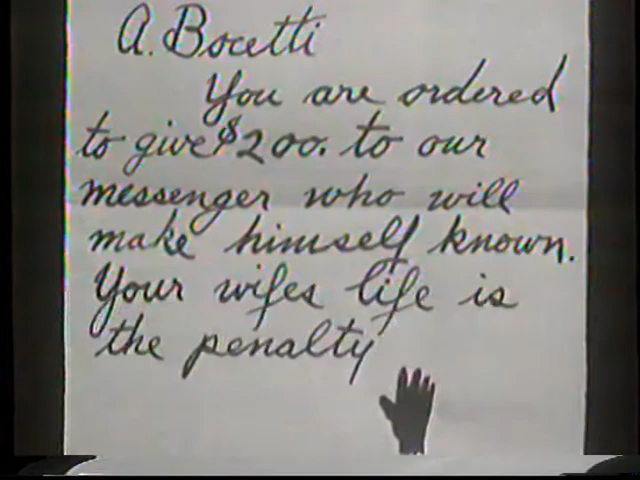 A. Bocetti
You are ordered
to give $200. to our
messenger who will
make himself known.
Your wifes life is
the penalty